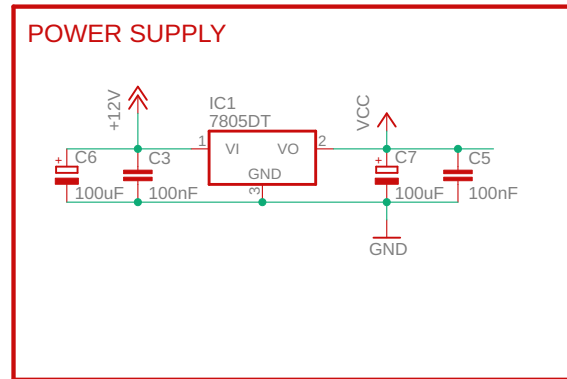 POWER SUPPLY
+12V
IC1
7805DT
VCC
1
VI
VO
2
GND
3
+
C6
100uF
C3
100nF
+
C7
100uF
C5
100nF
GND